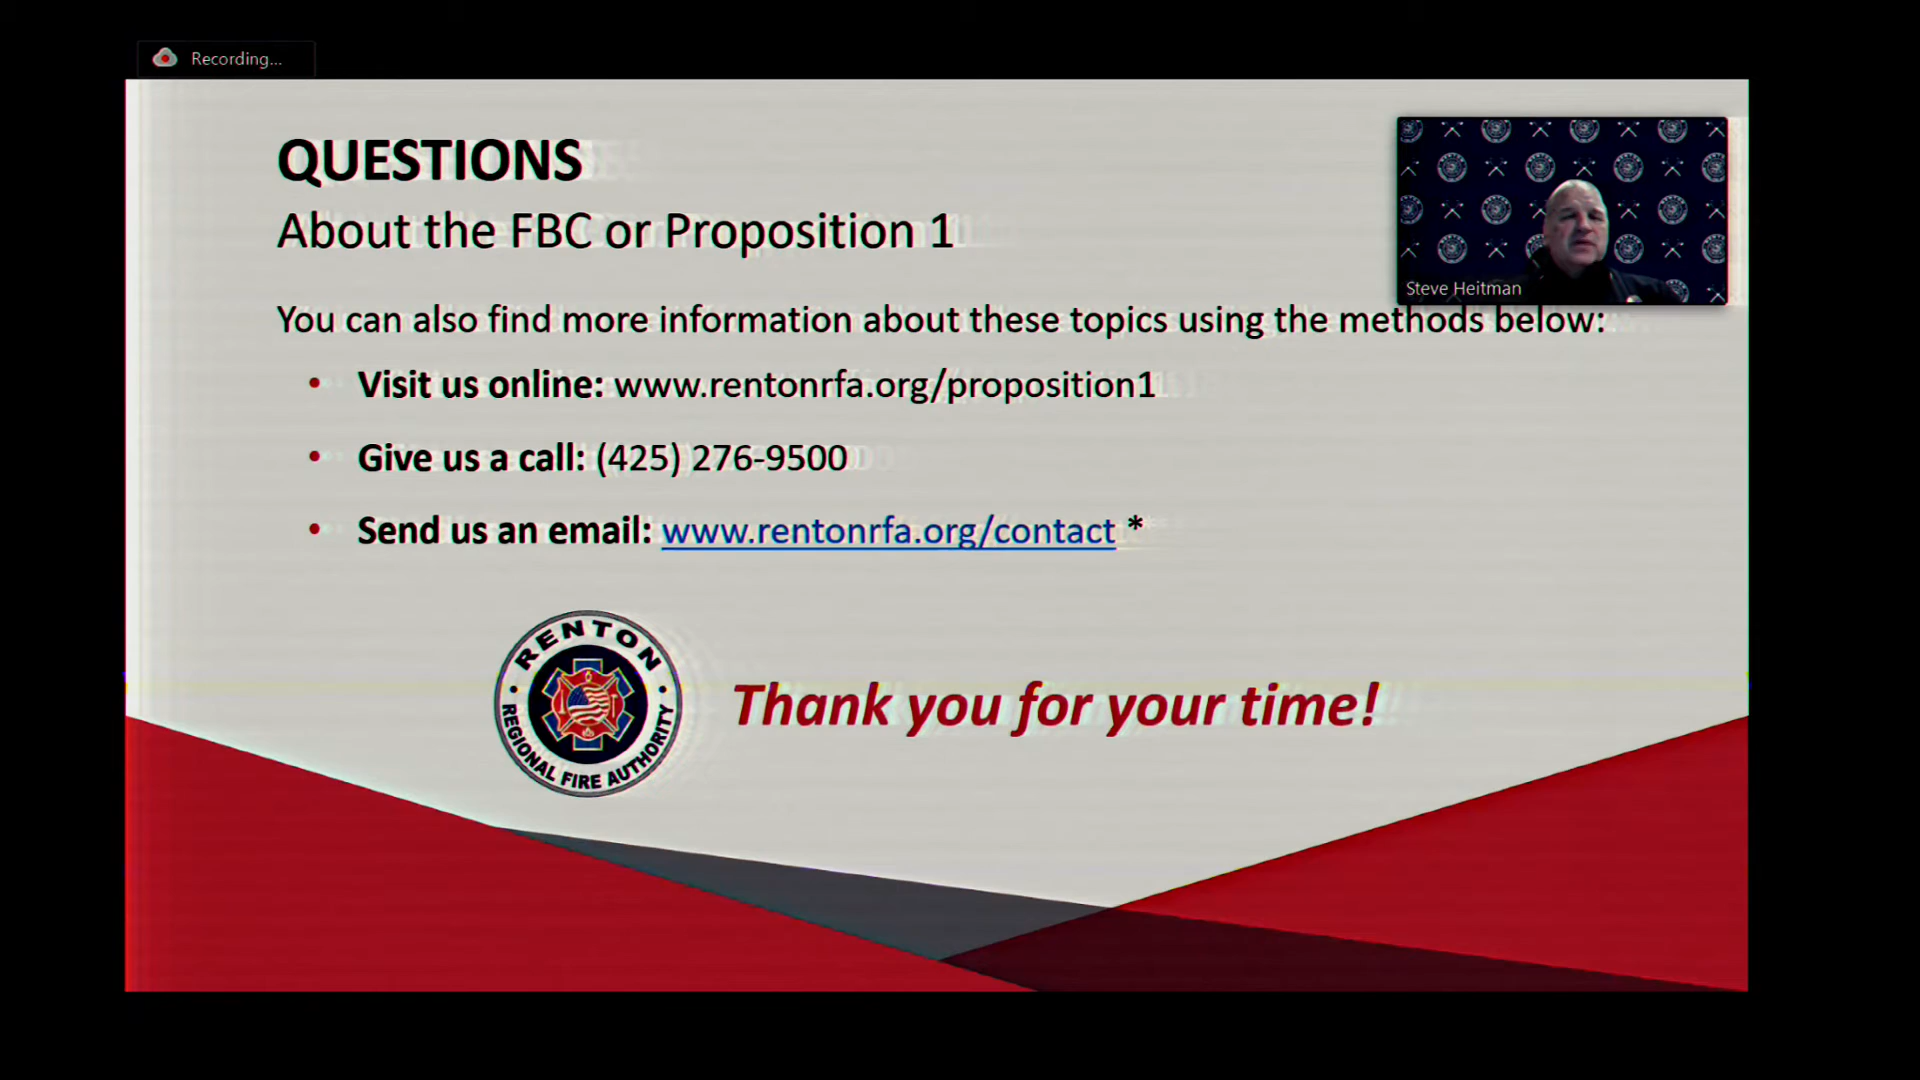 Recording...
QUESTIONS
About the FBC or Proposition 1
Steve Heitman
You can also find more information about these topics using the methods below:
• Visit us online: www.rentonrfa.org/proposition1
• Give us a call: (425) 276-9500
• Send us an email: www.rentonrfa.org/contact *
RENTON
REGIONAL FIRE AUTHORITY
Thank you for your time!